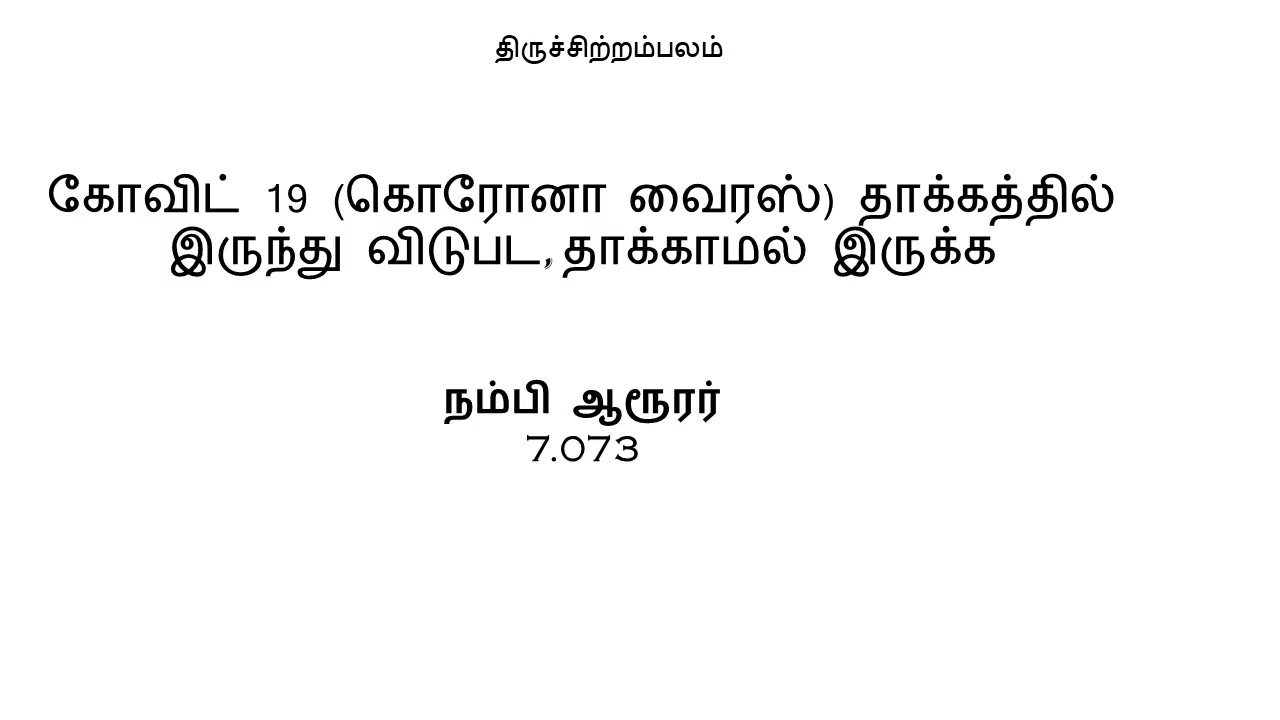 திருச்சிற்றம்பலம்
கோவிட் 19 (கொரோனா வைரஸ்) தாக்கத்தில்
இருந்து விடுபட, தாக்காமல் இருக்க
நம்பி ஆரூரர்
7.073